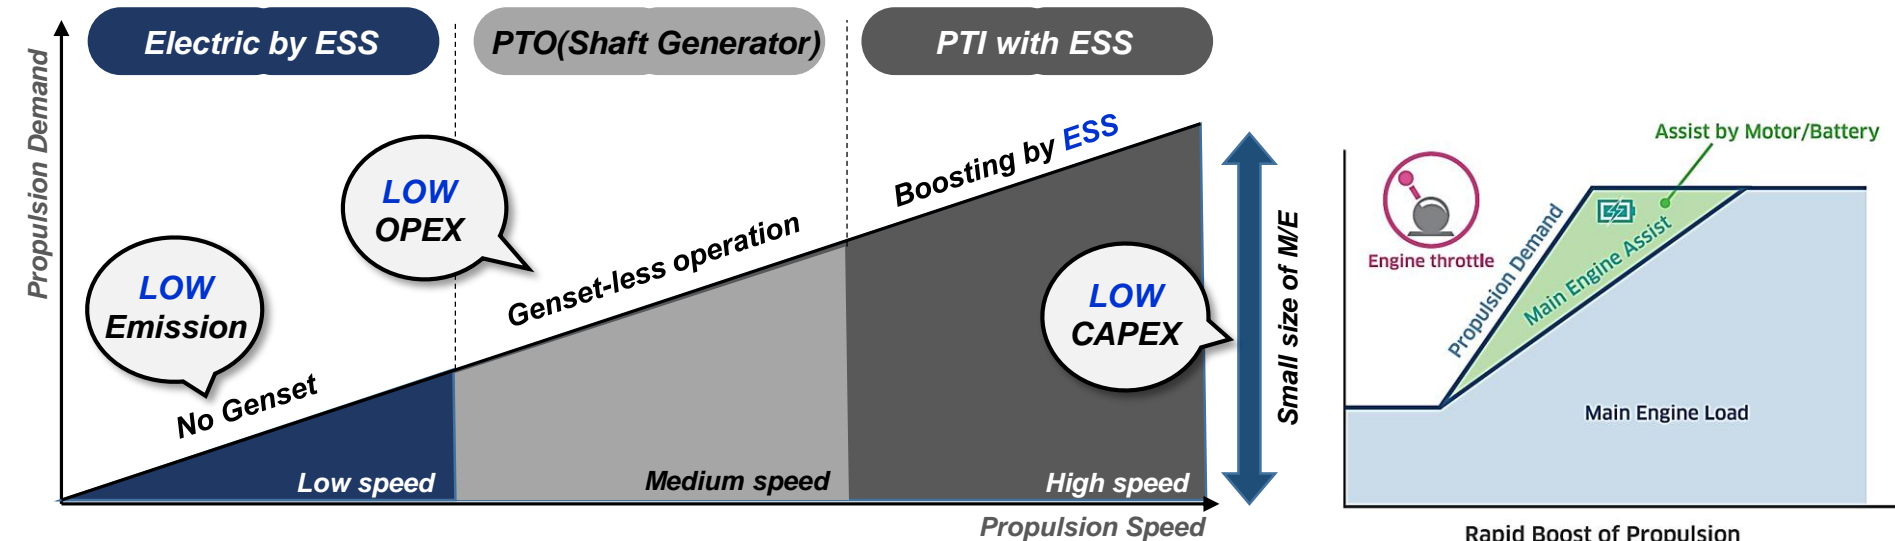 Electric by ESS
PTO(Shaft Generator)
PTI with ESS
Propulsion Demand
LOW
Emission
No Genset
Low speed
LOW
OPEX
Genset-less operation
Medium speed
Boosting by ESS
LOW
CAPEX
High speed
Propulsion Speed
Small size of M/E
Assist by Motor/Battery
Engine throttle
Propulsion Demand
Main Engine Assist
Main Engine Load
Rapid Boost of Propulsion